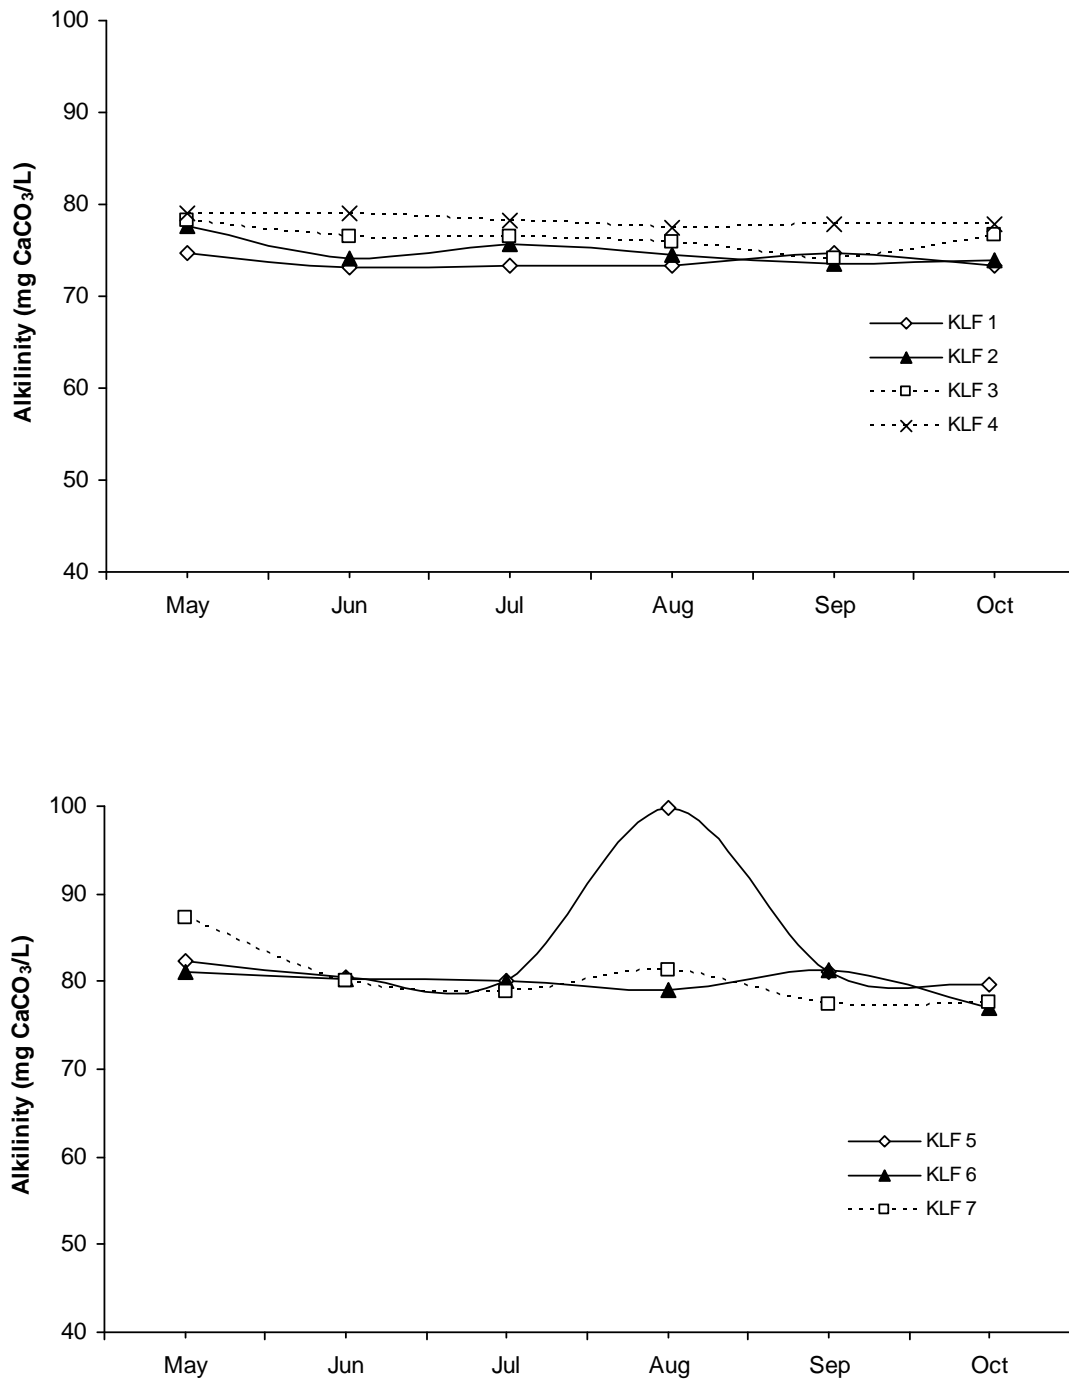 100
90
80
70
60
50
40
Alkilinity (mg CaCO₃/L)
KLF 1
KLF 2
KLF 3
KLF 4
May Jun Jul Aug Sep Oct
100
90
80
70
60
50
40
Alkilinity (mg CaCO₃/L)
KLF 5
KLF 6
KLF 7
May Jun Jul Aug Sep Oct